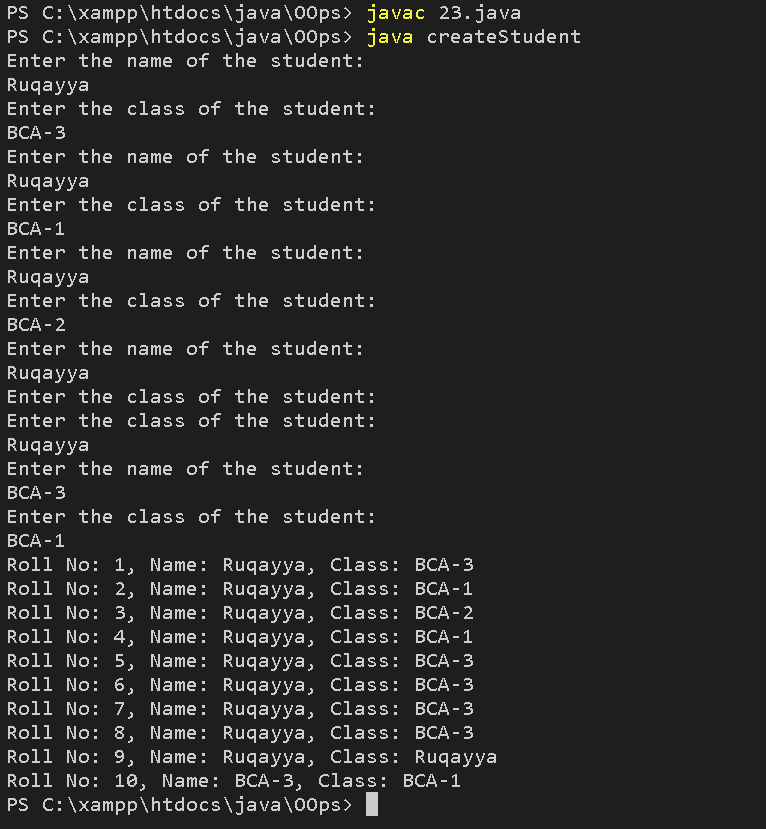 PS C:\xampp\htdocs\java\OOps> javac 23.java
PS C:\xampp\htdocs\java\OOps> java createStudent
Enter the name of the student:
Ruqayya
Enter the class of the student:
BCA-3
Enter the name of the student:
Ruqayya
Enter the class of the student:
BCA-1
Enter the name of the student:
Ruqayya
Enter the class of the student:
BCA-2
Enter the name of the student:
Ruqayya
Enter the class of the student:
Enter the class of the student:
Ruqayya
Enter the name of the student:
BCA-3
Enter the class of the student:
BCA-1
Roll No: 1, Name: Ruqayya, Class: BCA-3
Roll No: 2, Name: Ruqayya, Class: BCA-1
Roll No: 3, Name: Ruqayya, Class: BCA-2
Roll No: 4, Name: Ruqayya, Class: BCA-1
Roll No: 5, Name: Ruqayya, Class: BCA-3
Roll No: 6, Name: Ruqayya, Class: BCA-3
Roll No: 7, Name: Ruqayya, Class: BCA-3
Roll No: 8, Name: Ruqayya, Class: BCA-3
Roll No: 9, Name: Ruqayya, Class: Ruqayya
Roll No: 10, Name: BCA-3, Class: BCA-1
PS C:\xampp\htdocs\java\OOps>